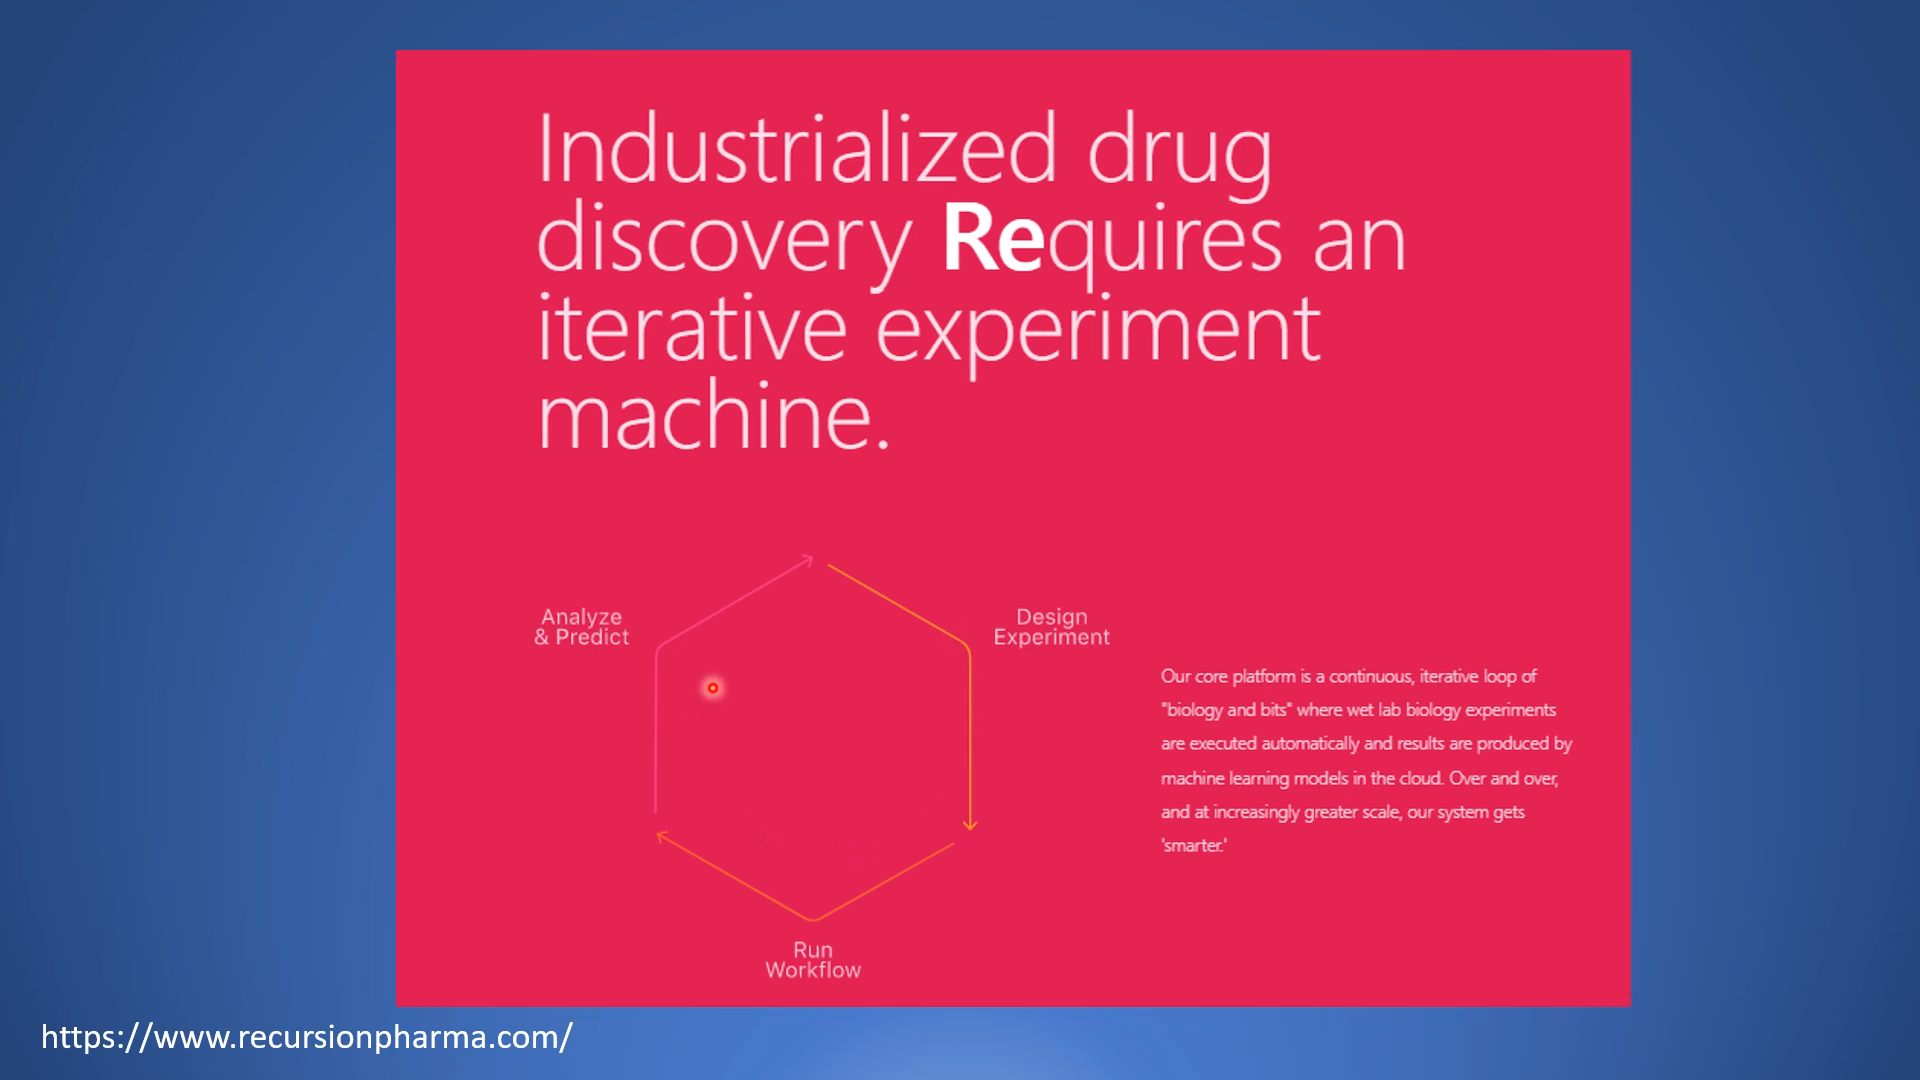 Industrialized drug
discovery Requires an
iterative experiment
machine.
Analyze
& Predict
Design
Experiment
Run
Workflow
Our core platform is a continuous, iterative loop of
"biology and bits" where wet lab biology experiments
are executed automatically and results are produced by
machine learning models in the cloud. Over and over,
and at increasingly greater scale, our system gets
'smarter.'
https://www.recursionpharma.com/